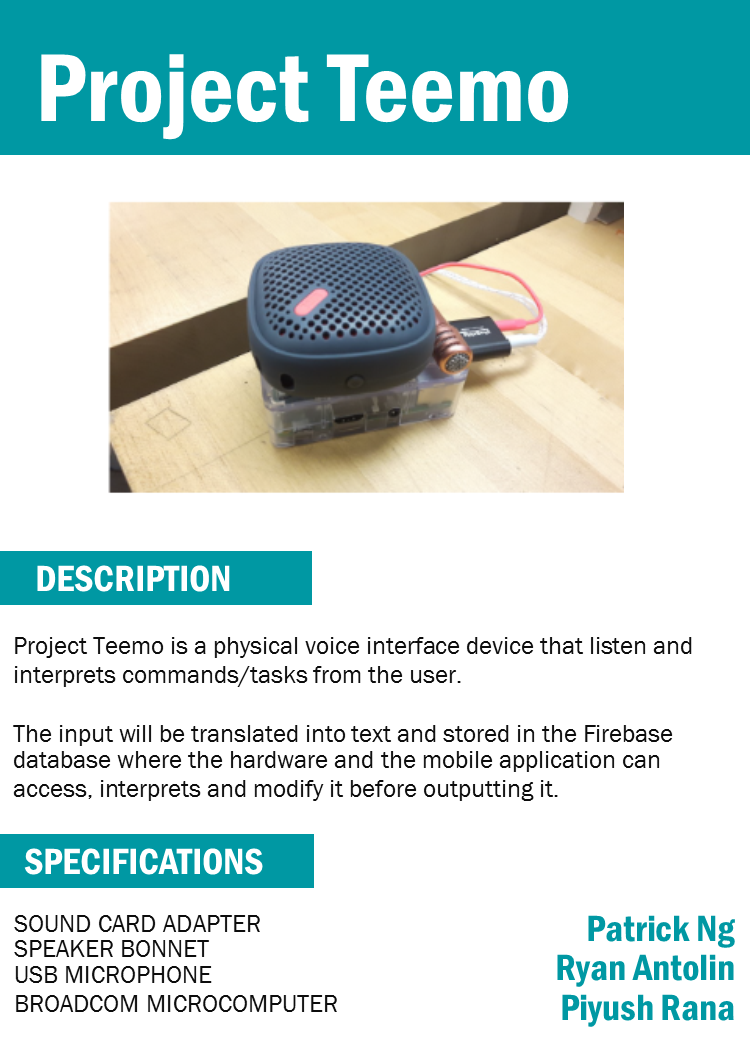 Project Teemo
DESCRIPTION
Project Teemo is a physical voice interface device that listen and
interprets commands/tasks from the user.
The input will be translated into text and stored in the Firebase
database where the hardware and the mobile application can
access, interprets and modify it before outputting it.
SPECIFICATIONS
SOUND CARD ADAPTER
SPEAKER BONNET
USB MICROPHONE
BROADCOM MICROCOMPUTER
Patrick Ng
Ryan Antolin
Piyush Rana